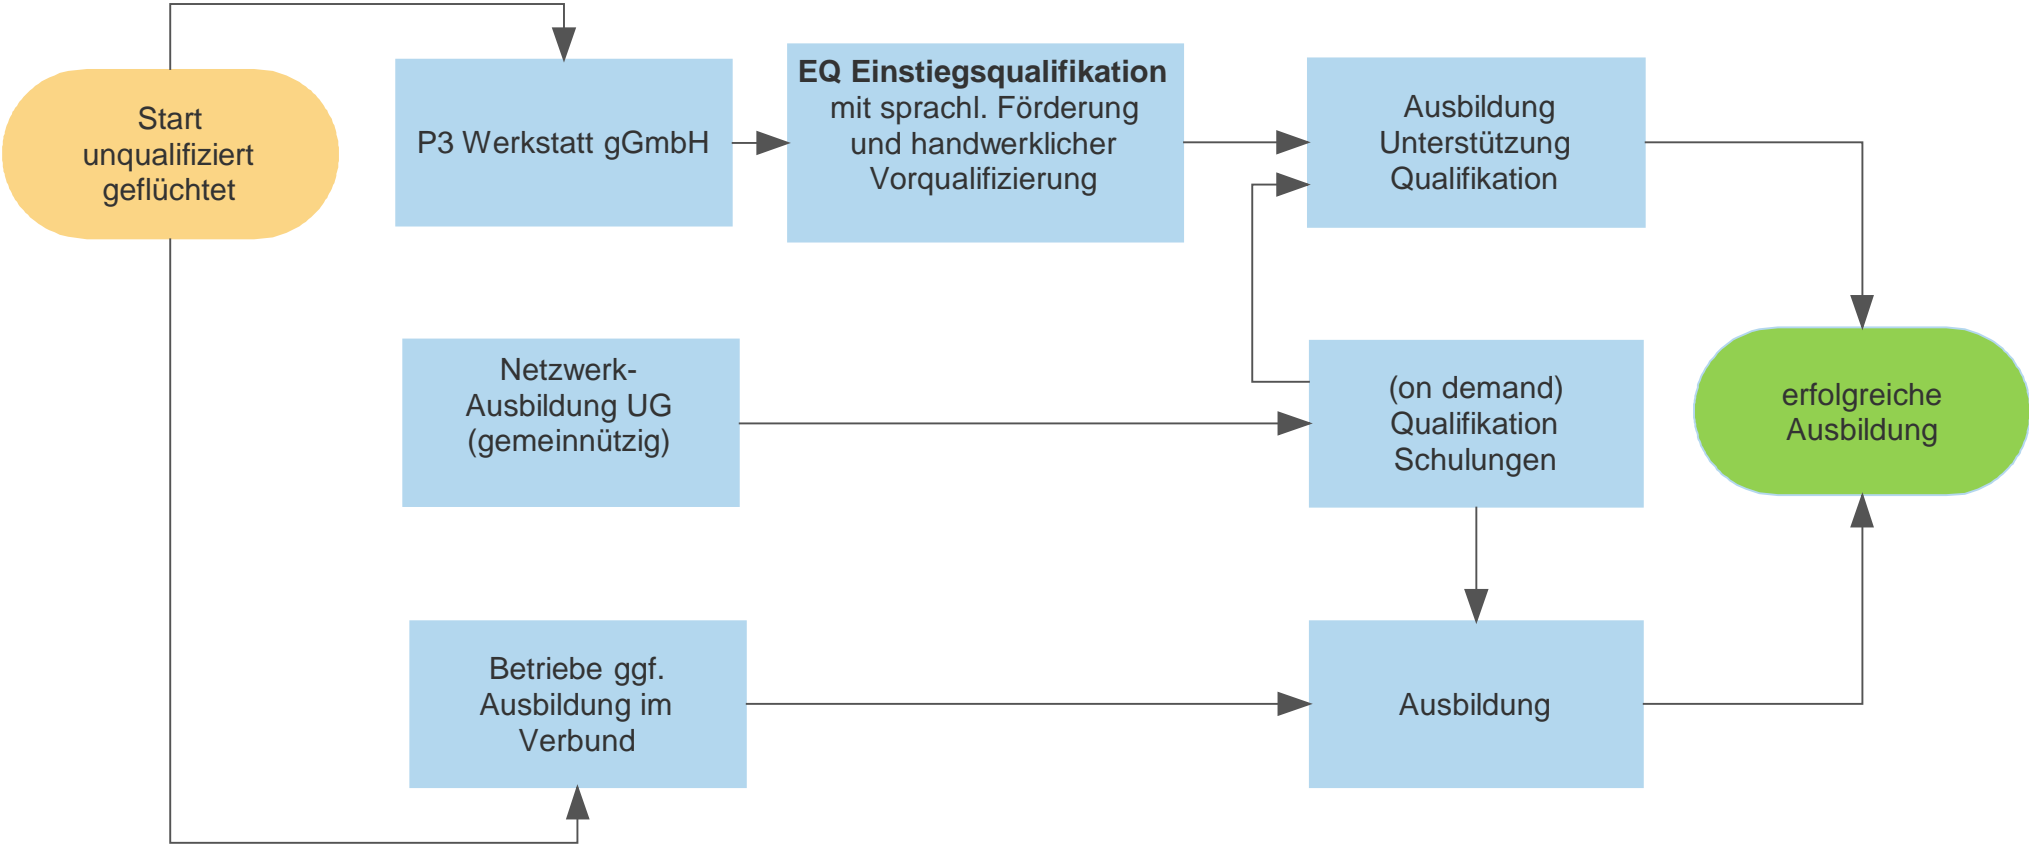 Start
unqualifiziert
geflüchtet
P3 Werkstatt gGmbH
EQ Einstiegsqualifikation
mit sprachl. Förderung
und handwerklicher
Vorqualifizierung
Ausbildung
Unterstützung
Qualifikation
Netzwerk-
Ausbildung UG
(gemeinnützig)
(on demand)
Qualifikation
Schulungen
erfolgreiche
Ausbildung
Betriebe ggf.
Ausbildung im
Verbund
Ausbildung